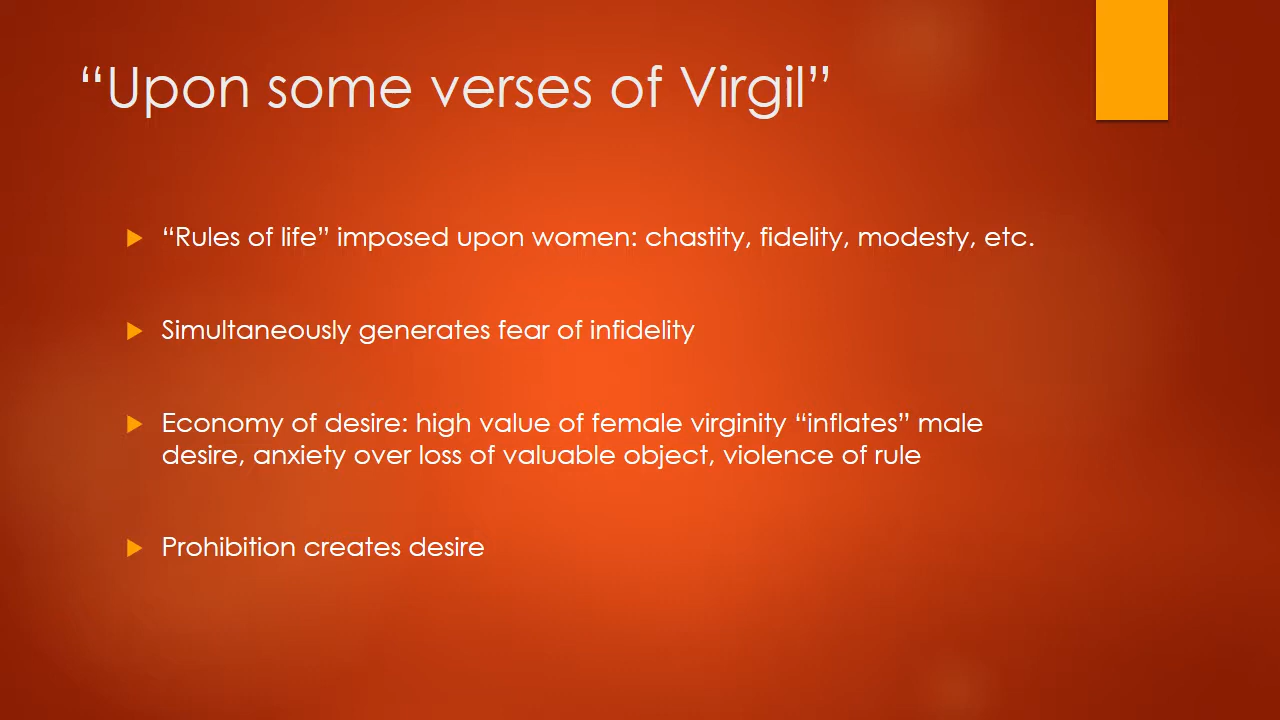 “Upon some verses of Virgil”
“Rules of life” imposed upon women: chastity, fidelity, modesty, etc.
Simultaneously generates fear of infidelity
Economy of desire: high value of female virginity “inflates” male
desire, anxiety over loss of valuable object, violence of rule
Prohibition creates desire